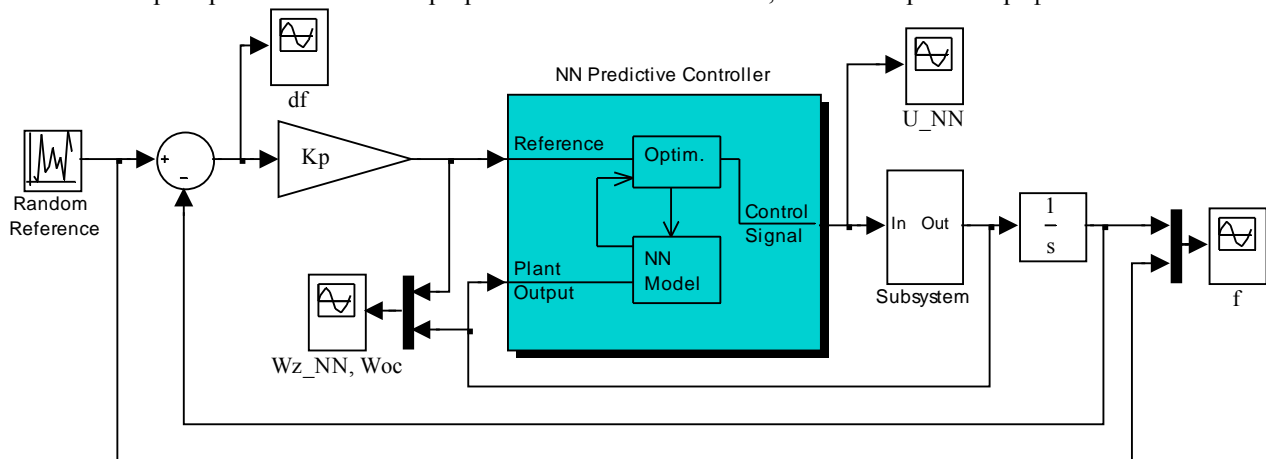 df
NN Predictive Controller
U_NN
+
-
Kp
Reference
Optim.
Random
Reference
Control
Signal
In Out
1
s
NN
Model
Plant
Output
Subsystem
f
Wz_NN, Woc